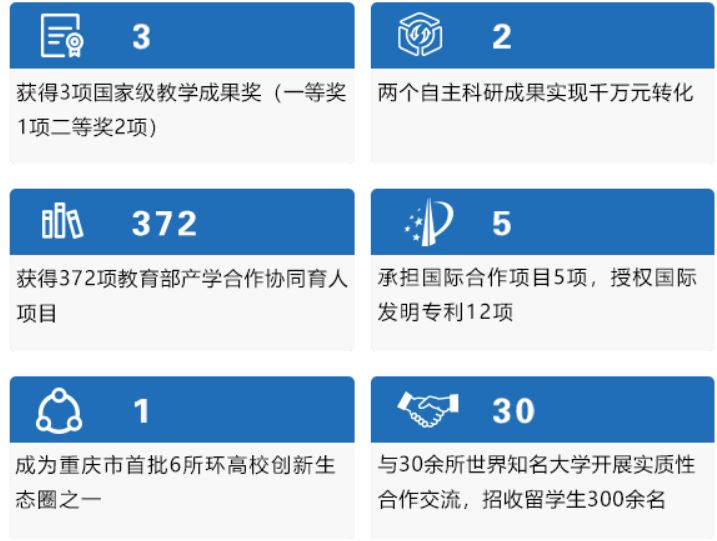 3
获得3项国家级教学成果奖（一等奖
1项二等奖2项）
2
两个自主科研成果实现千万元转化
372
获得372项教育部产学合作协同育人
项目
5
承担国际合作项目5项，授权国际
发明专利12项
1
成为重庆市首批6所环高校创新生
态圈之一
30
与30余所世界知名大学开展实质性
合作交流，招收留学生300余名